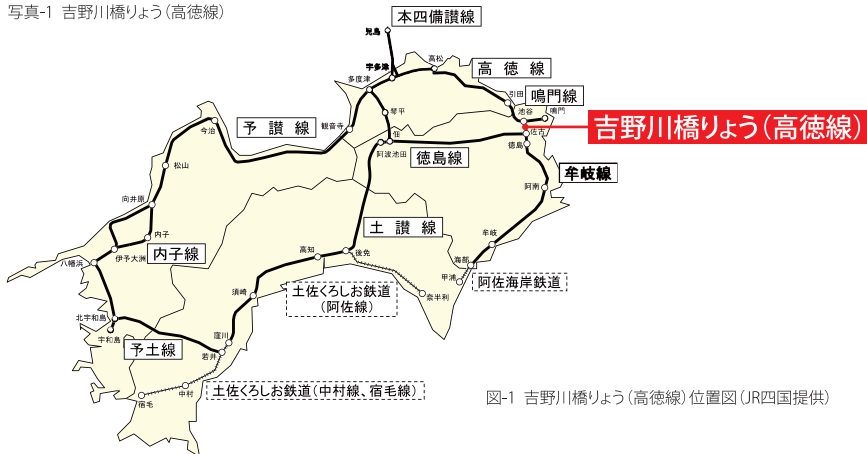 写真-1 吉野川橋りょう(高徳線)
本四備讃線
児島
宇多津
高松
高徳線
多度津
引田
鳴門線
池谷
鳴門
吉野川橋りょう(高徳線)
佐古
徳島
今治
予讃線
観音寺
琴平
佃
阿波池田
徳島線
牟岐線
松山
阿南
向井原
土讃線
内子
内子線
伊予大洲
八幡浜
高知
後免
牟岐
海部
甲浦
阿佐海岸鉄道
須崎
土佐くろしお鉄道
(阿佐線)
奈半利
北宇和島
宇和島
予土線
窪川
若井
中村
宿毛
土佐くろしお鉄道(中村線、宿毛線)
図-1 吉野川橋りょう(高徳線)位置図(JR四国提供)